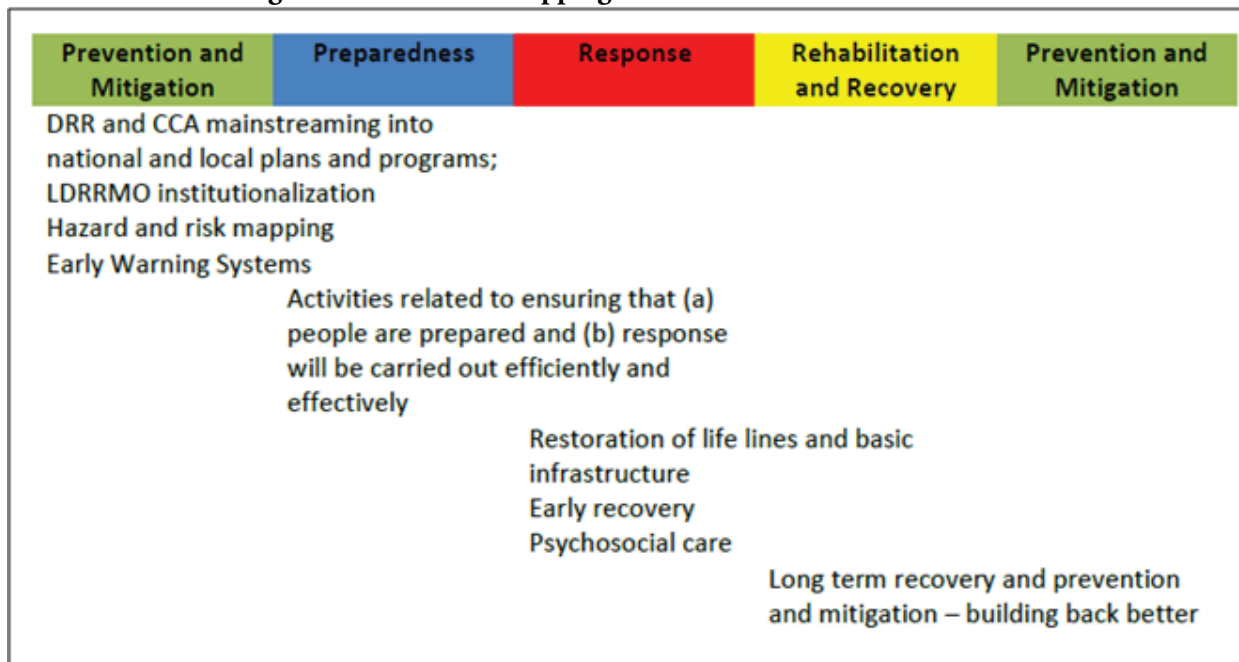 Prevention and Mitigation
Preparedness
Response
Rehabilitation and Recovery
Prevention and Mitigation
DRR and CCA mainstreaming into
national and local plans and programs;
LDRRMO institutionalization
Hazard and risk mapping
Early Warning Systems
Activities related to ensuring that (a)
people are prepared and (b) response
will be carried out efficiently and
effectively
Restoration of life lines and basic
infrastructure
Early recovery
Psychosocial care
Long term recovery and prevention
and mitigation – building back better